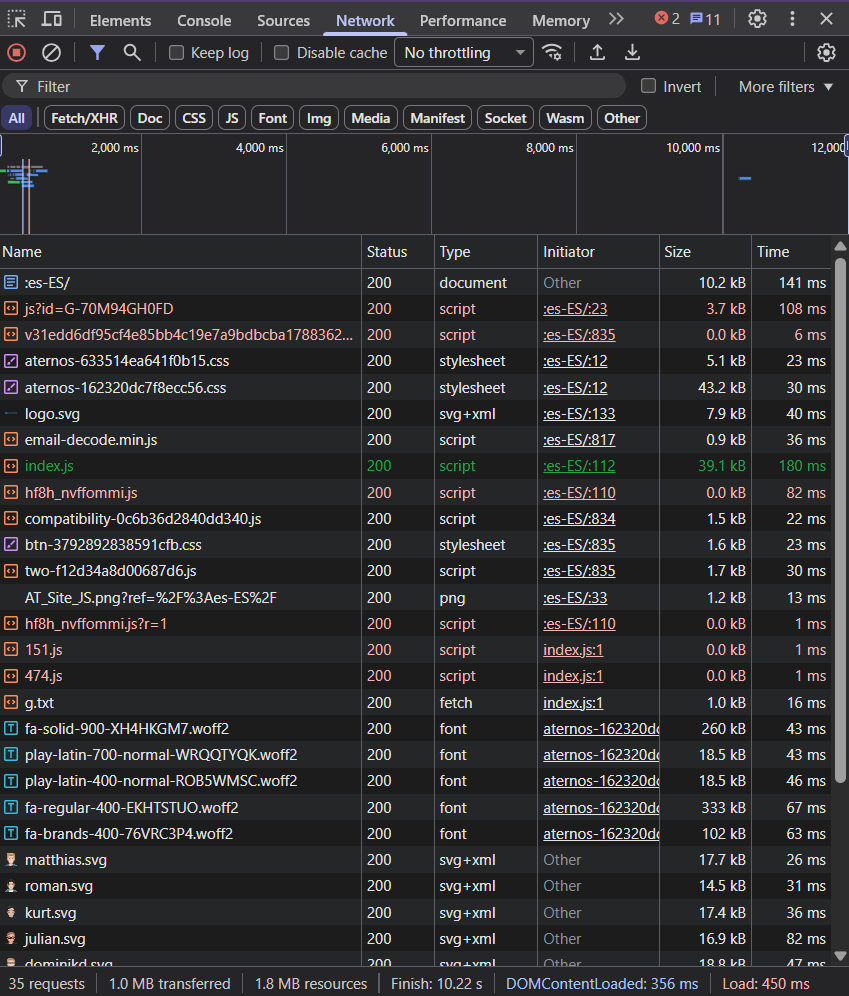 Elements Console Sources Network Performance Memory 2 11
Keep log Disable cache No throttling
Filter Invert More filters
All Fetch/XHR Doc CSS JS Font Img Media Manifest Socket Wasm Other
2,000 ms 4,000 ms 6,000 ms 8,000 ms 10,000 ms 12,000
Name Status Type Initiator Size Time
:es-ES/ 200 document Other 10.2 kB 141 ms
js?id=G-70M94GH0FD 200 script :es-ES/:23 3.7 kB 108 ms
v31edd6df95cf4e85bb4c19e7a9bdbcba1788362... 200 script :es-ES/:835 0.0 kB 6 ms
aternos-633514ea641f0b15.css 200 stylesheet :es-ES/:12 5.1 kB 23 ms
aternos-162320dc7f8ecc56.css 200 stylesheet :es-ES/:12 43.2 kB 30 ms
logo.svg 200 svg+xml :es-ES/:133 7.9 kB 40 ms
email-decode.min.js 200 script :es-ES/:817 0.9 kB 36 ms
index.js 200 script :es-ES/:112 39.1 kB 180 ms
hf8h_nvffommi.js 200 script :es-ES/:110 0.0 kB 82 ms
compatibility-0c6b36d2840dd340.js 200 script :es-ES/:834 1.5 kB 22 ms
btn-3792892838591cfb.css 200 stylesheet :es-ES/:835 1.6 kB 23 ms
two-f12d34a8d00687d6.js 200 script :es-ES/:835 1.7 kB 30 ms
AT_Site_JS.png?ref=%2F%3Aes-ES%2F 200 png :es-ES/:33 1.2 kB 13 ms
hf8h_nvffommi.js?r=1 200 script :es-ES/:110 0.0 kB 1 ms
151.js 200 script index.js:1 0.0 kB 1 ms
474.js 200 script index.js:1 0.0 kB 1 ms
g.txt 200 fetch index.js:1 1.0 kB 16 ms
fa-solid-900-XH4HKGM7.woff2 200 font aternos-162320dc 260 kB 43 ms
play-latin-700-normal-WRQQTYQK.woff2 200 font aternos-162320dc 18.5 kB 43 ms
play-latin-400-normal-ROB5WMSC.woff2 200 font aternos-162320dc 18.5 kB 46 ms
fa-regular-400-EKHTSTUO.woff2 200 font aternos-162320dc 333 kB 67 ms
fa-brands-400-76VRC3P4.woff2 200 font aternos-162320dc 102 kB 63 ms
matthias.svg 200 svg+xml Other 17.7 kB 26 ms
roman.svg 200 svg+xml Other 14.5 kB 31 ms
kurt.svg 200 svg+xml Other 17.4 kB 36 ms
julian.svg 200 svg+xml Other 16.9 kB 82 ms
dominikd.svg 200 svg+xml Other 18.8 kB 47 ms
35 requests 1.0 MB transferred 1.8 MB resources Finish: 10.22 s DOMContentLoaded: 356 ms Load: 450 ms